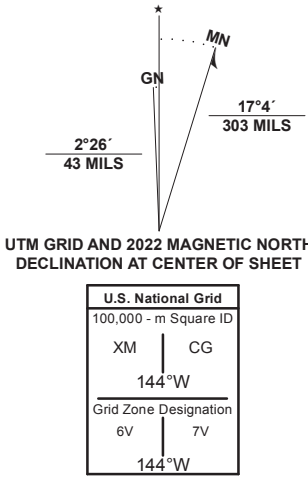 ★
MN
GN
17°4´
303 MILS
2°26´
43 MILS
UTM GRID AND 2022 MAGNETIC NORTH
DECLINATION AT CENTER OF SHEET
U.S. National Grid
100,000 - m Square ID
XM CG
144°W
Grid Zone Designation
6V 7V
144°W